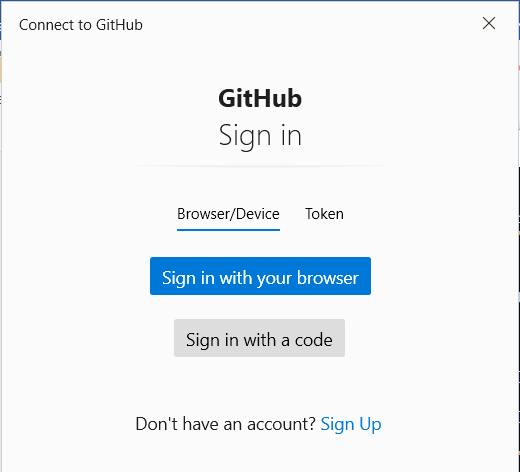 Connect to GitHub
GitHub
Sign in
Browser/Device Token
Sign in with your browser
Sign in with a code
Don't have an account? Sign Up